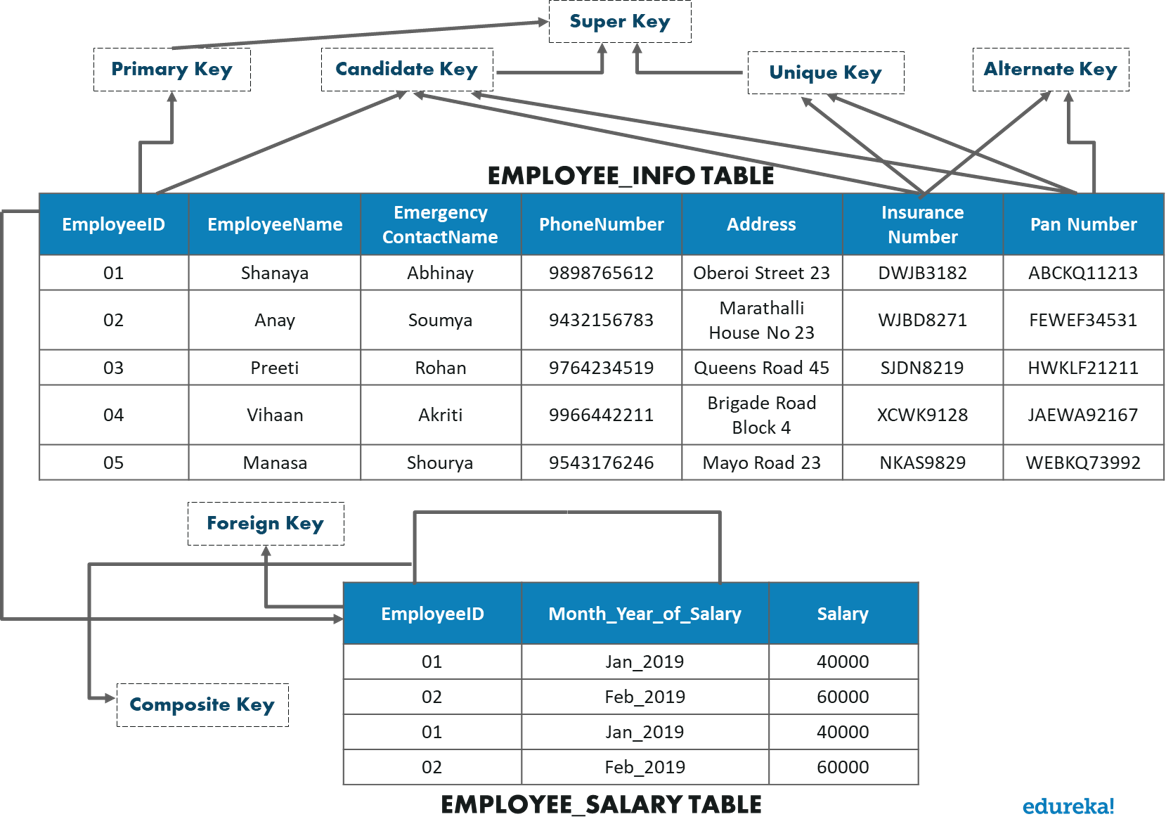 Super Key
Primary Key
Candidate Key
Unique Key
Alternate Key
EMPLOYEE_INFO TABLE
EmployeeID EmployeeName Emergency ContactName PhoneNumber Address Insurance Number Pan Number
01 Shanaya Abhinay 9898765612 Oberoi Street 23 DWJB3182 ABCKQ11213
02 Anay Soumya 9432156783 Marathalli House No 23 WJBD8271 FEWEF34531
03 Preeti Rohan 9764234519 Queens Road 45 SJDN8219 HWKLF21211
04 Vihaan Akriti 9966442211 Brigade Road Block 4 XCWK9128 JAEWA92167
05 Manasa Shourya 9543176246 Mayo Road 23 NKAS9829 WEBKQ73992
Foreign Key
EmployeeID Month_Year_of_Salary Salary
01 Jan_2019 40000
02 Feb_2019 60000
01 Jan_2019 40000
02 Feb_2019 60000
Composite Key
EMPLOYEE_SALARY TABLE
edureka!